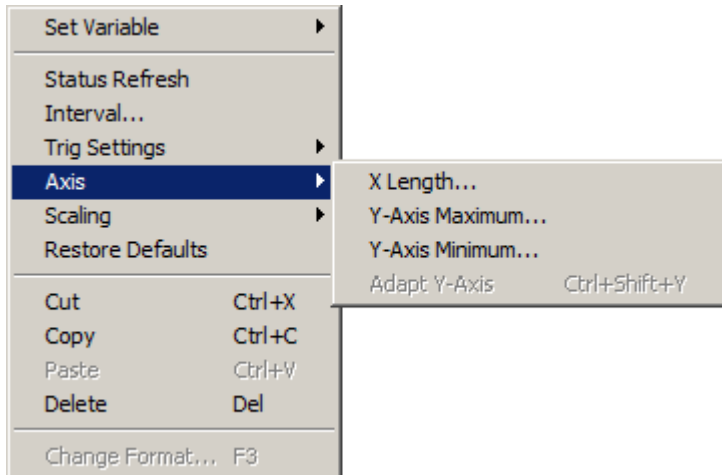 Set Variable
Status Refresh
Interval...
Trig Settings
Axis
Scaling
Restore Defaults
Cut Ctrl+X
Copy Ctrl+C
Paste Ctrl+V
Delete Del
Change Format... F3
X Length...
Y-Axis Maximum...
Y-Axis Minimum...
Adapt Y-Axis Ctrl+Shift+Y